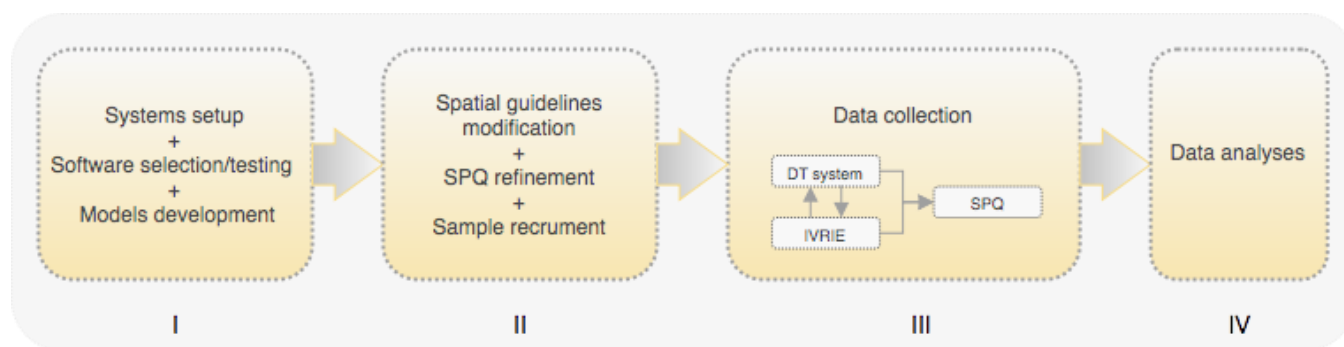 Systems setup
+
Software selection/testing
+
Models development
Spatial guidelines
modification
+
SPQ refinement
+
Sample recrument
Data collection
DT system
IVRIE
SPQ
Data analyses
I
II
III
IV